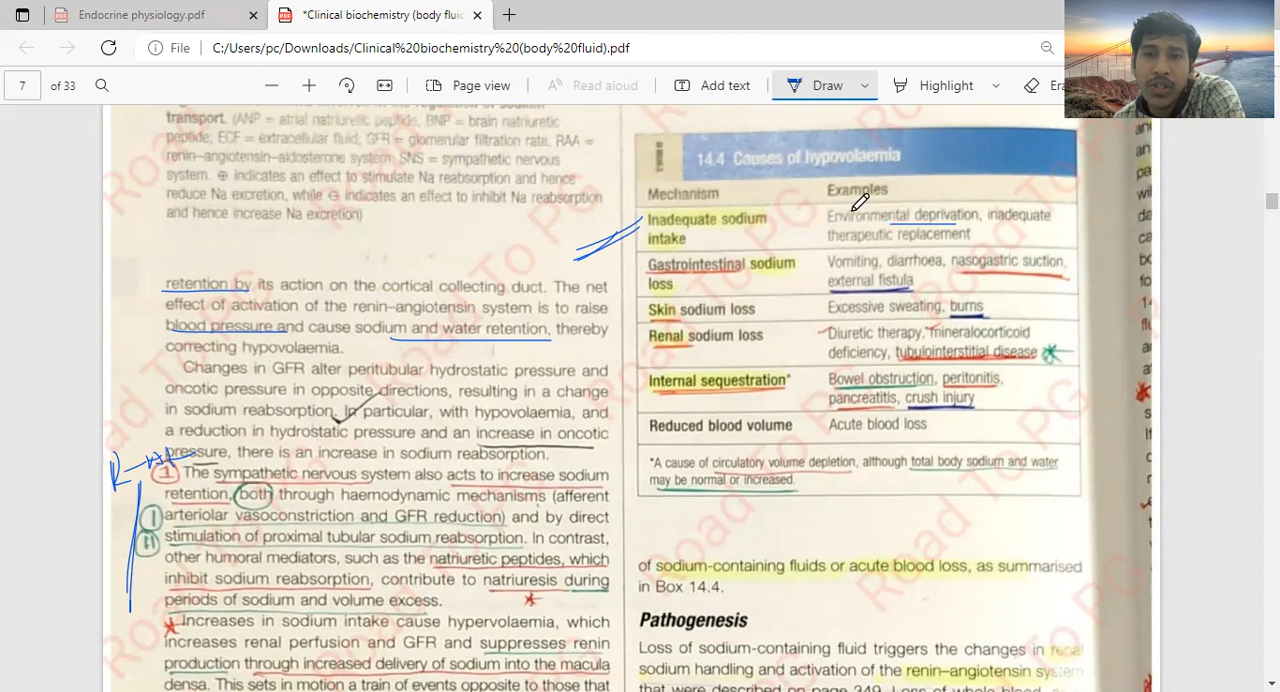 Endocrine physiology.pdf
*Clinical biochemistry (body fluid
File
C:/Users/pc/Downloads/Clinical%20biochemistry%20(body%20fluid).pdf
7
of 33
Page view
Read aloud
Add text
Draw
Highlight
Era
transport. (ANP = atrial natriuretic peptide, BNP = brain natriuretic
peptide, ECF = extracellular fluid; GFR = glomerular filtration rate, RAA =
renin–angiotensin–aldosterone system; SNS = sympathetic nervous
system. ⊕ indicates an effect to stimulate Na reabsorption and hence
reduce Na excretion, while ⊖ indicates an effect to inhibit Na reabsorption
and hence increase Na excretion)
retention by its action on the cortical collecting duct. The net
effect of activation of the renin–angiotensin system is to raise
blood pressure and cause sodium and water retention, thereby
correcting hypovolaemia.
Changes in GFR alter peritubular hydrostatic pressure and
oncotic pressure in opposite directions, resulting in a change
in sodium reabsorption. In particular, with hypovolaemia, and
a reduction in hydrostatic pressure and an increase in oncotic
pressure, there is an increase in sodium reabsorption.
1 The sympathetic nervous system also acts to increase sodium
retention, both through haemodynamic mechanisms (afferent
arteriolar vasoconstriction and GFR reduction) and by direct
stimulation of proximal tubular sodium reabsorption. In contrast,
other humoral mediators, such as the natriuretic peptides, which
inhibit sodium reabsorption, contribute to natriuresis during
periods of sodium and volume excess.
Increases in sodium intake cause hypervolaemia, which
increases renal perfusion and GFR and suppresses renin
production through increased delivery of sodium into the macula
densa. This sets in motion a train of events opposite to those that
14.4 Causes of hypovolaemia
Mechanism Examples
Inadequate sodium intake Environmental deprivation, inadequate
therapeutic replacement
Gastrointestinal sodium loss Vomiting, diarrhoea, nasogastric suction,
external fistula
Skin sodium loss Excessive sweating, burns
Renal sodium loss Diuretic therapy, mineralocorticoid
deficiency, tubulointerstitial disease
Internal sequestration* Bowel obstruction, peritonitis,
pancreatitis, crush injury
Reduced blood volume Acute blood loss
*A cause of circulatory volume depletion, although total body sodium and water
may be normal or increased.
of sodium-containing fluids or acute blood loss, as summarised
in Box 14.4.
Pathogenesis
Loss of sodium-containing fluid triggers the changes in renal
sodium handling and activation of the renin–angiotensin system
that were described on page 349. Loss of whole blood
Road To PG